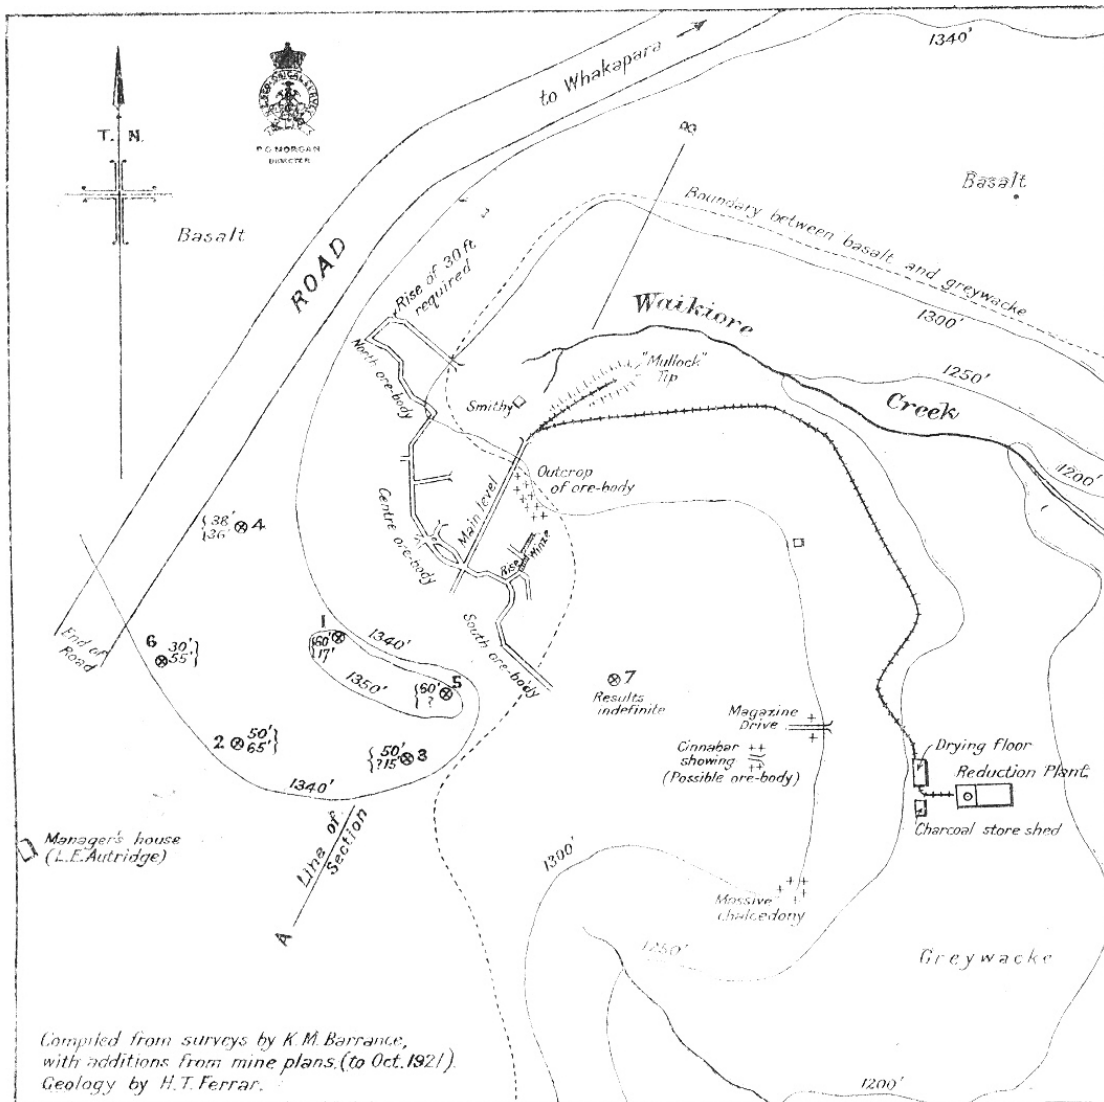 1340'
to Whakapara
T. N.
P.G. MORGAN
DIRECTOR
B
Basalt
Basalt
ROAD
Boundary between basalt and greywacke
Rise of 30 ft
required
1300'
Waikiore
Creek
North ore-body
"Mullock"
Tip
1250'
Smithy
Outcrop
of ore-body
1200'
Main level
Centre ore-body
{38'
{36'
4
Rise
Winze
End of
Road
6
30'}
55'}
1
{60'
{17'
1340'
1350'
South ore-body
5
{60'
{?
7
Results
indefinite
2
50'}
65'}
{50'
{?15'
3
1340'
Magazine
Drive
Cinnabar
showing
(Possible ore-body)
Drying floor
Reduction Plant
Charcoal store shed
Manager's house
(L.E. Autridge)
Line of
Section
A
1300'
Massive
chalcedony
1250'
Greywacke
Compiled from surveys by K.M. Barrance,
with additions from mine plans. (to Oct. 1921).
Geology by H.T. Ferrar.
1200'